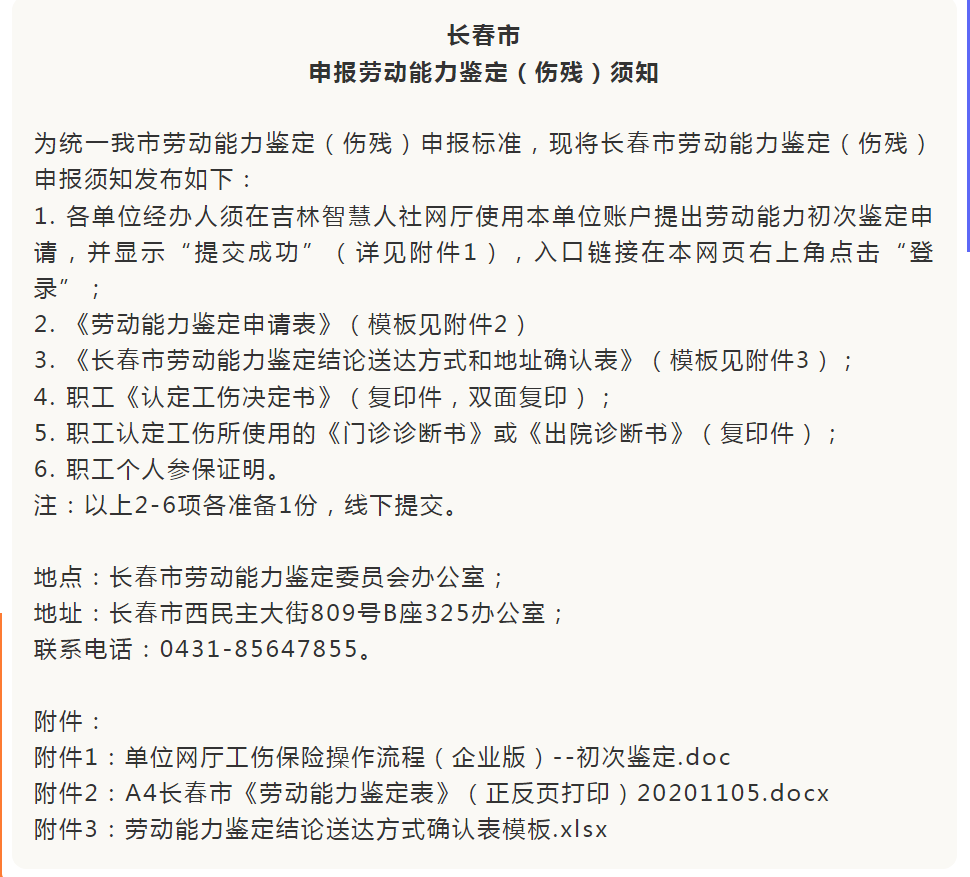 长春市
申报劳动能力鉴定（伤残）须知
为统一我市劳动能力鉴定（伤残）申报标准，现将长春市劳动能力鉴定（伤残）
申报须知发布如下：
1. 各单位经办人须在吉林智慧人社网厅使用本单位账户提出劳动能力初次鉴定申
请，并显示“提交成功”（详见附件1），入口链接在本网页右上角点击“登
录”；
2. 《劳动能力鉴定申请表》（模板见附件2）
3. 《长春市劳动能力鉴定结论送达方式和地址确认表》（模板见附件3）；
4. 职工《认定工伤决定书》（复印件，双面复印）；
5. 职工认定工伤所使用的《门诊诊断书》或《出院诊断书》（复印件）；
6. 职工个人参保证明。
注：以上2-6项各准备1份，线下提交。
地点：长春市劳动能力鉴定委员会办公室；
地址：长春市西民主大街809号B座325办公室；
联系电话：0431-85647855。
附件：
附件1：单位网厅工伤保险操作流程（企业版）--初次鉴定.doc
附件2：A4长春市《劳动能力鉴定表》（正反页打印）20201105.docx
附件3：劳动能力鉴定结论送达方式确认表模板.xlsx